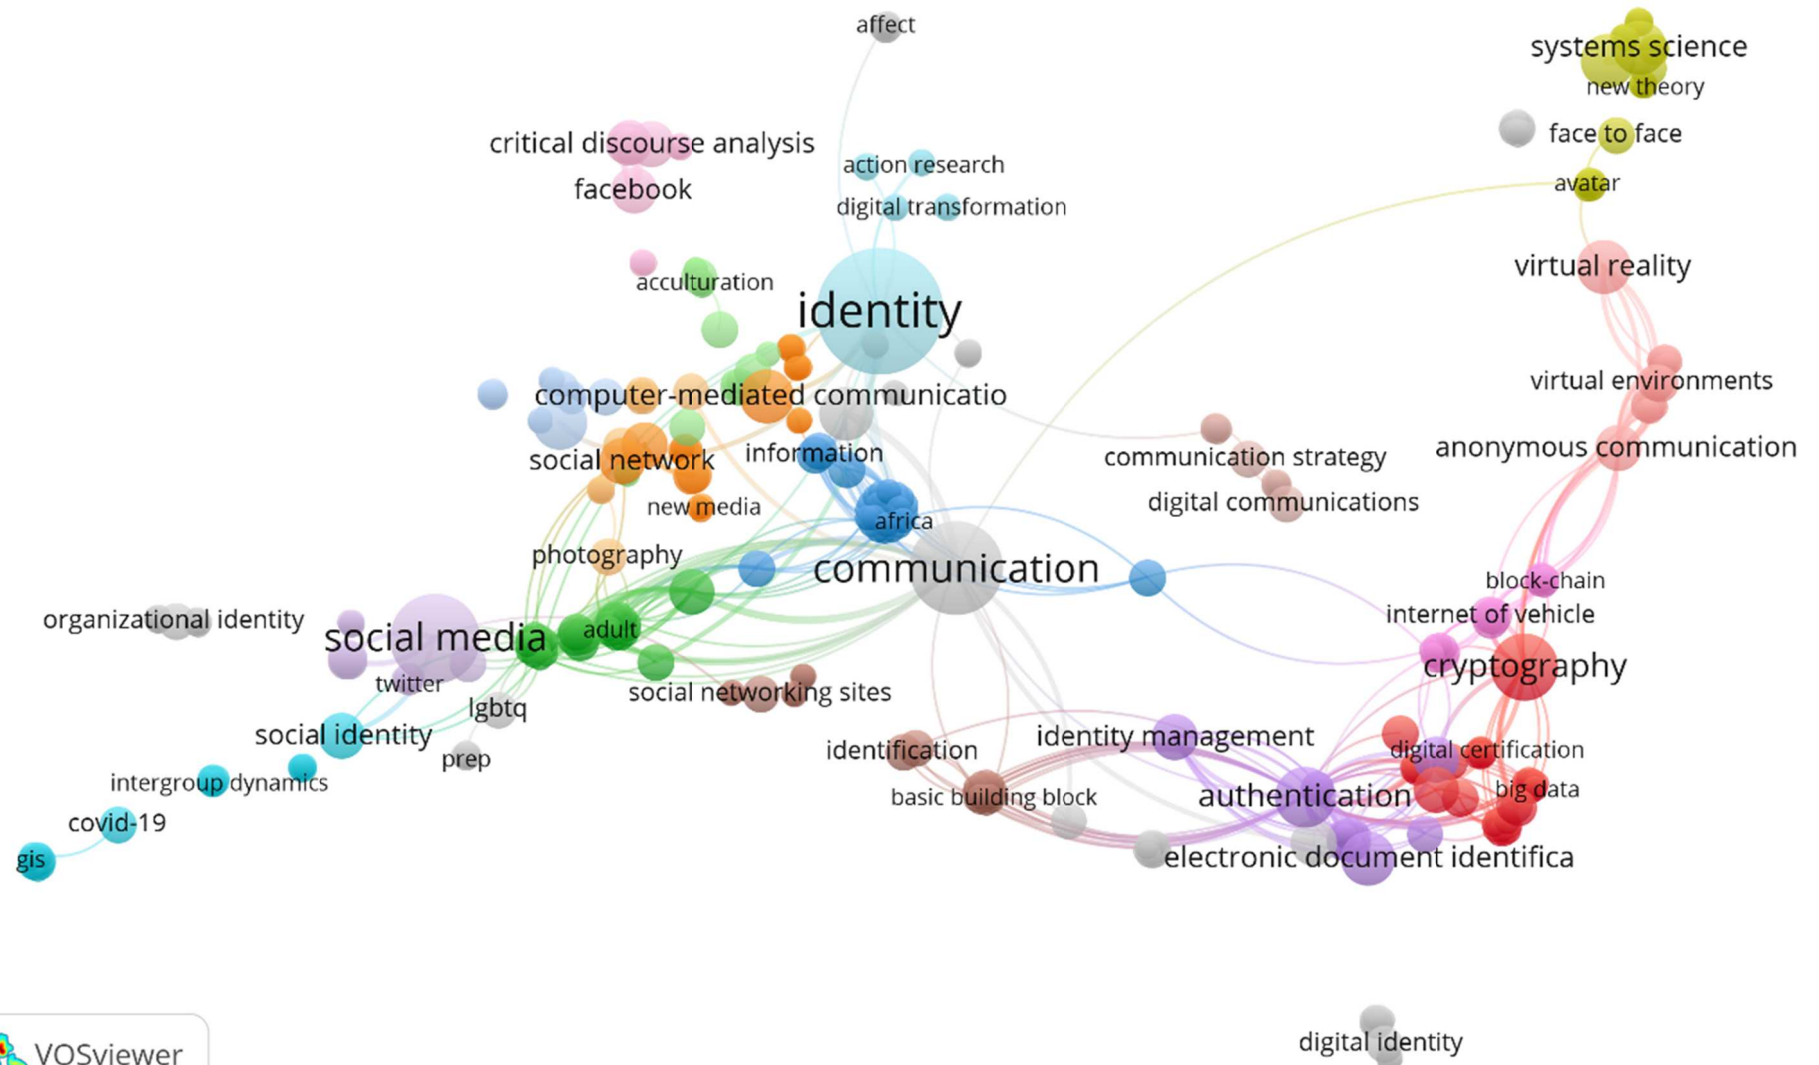 affect
systems science
new theory
critical discourse analysis
face to face
facebook
action research
avatar
digital transformation
virtual reality
acculturation
identity
virtual environments
computer-mediated communicatio
anonymous communication
social network
information
communication strategy
new media
digital communications
africa
photography
communication
block-chain
internet of vehicle
organizational identity
social media
adult
cryptography
twitter
social networking sites
lgbtq
social identity
identification
identity management
digital certification
prep
intergroup dynamics
basic building block
authentication
big data
covid-19
gis
electronic document identifica
digital identity
VOSviewer